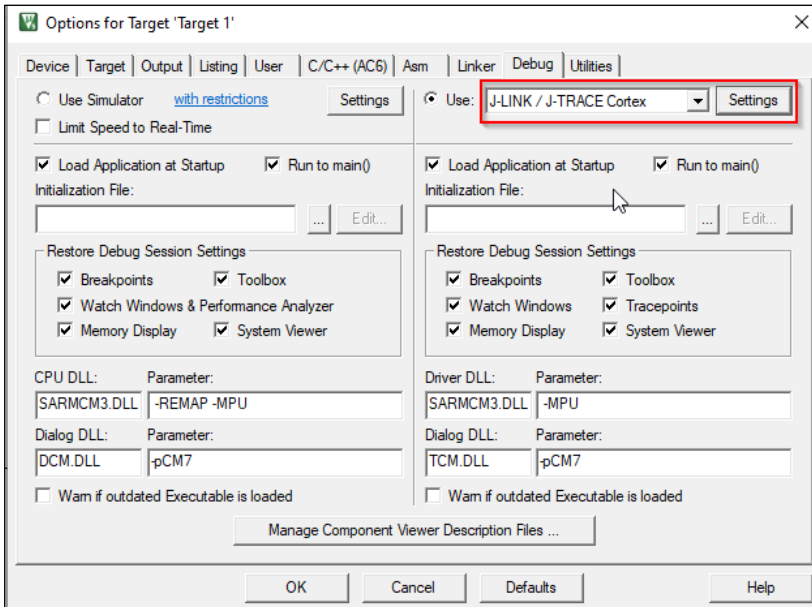 Options for Target 'Target 1'
Device Target Output Listing User C/C++ (AC6) Asm Linker Debug Utilities
Use Simulator with restrictions Settings
Limit Speed to Real-Time
Use: J-LINK / J-TRACE Cortex Settings
Load Application at Startup Run to main()
Initialization File:
... Edit...
Restore Debug Session Settings
Breakpoints Toolbox
Watch Windows & Performance Analyzer
Memory Display System Viewer
CPU DLL: Parameter:
SARMCM3.DLL -REMAP -MPU
Dialog DLL: Parameter:
DCM.DLL -pCM7
Warn if outdated Executable is loaded
Load Application at Startup Run to main()
Initialization File:
... Edit...
Restore Debug Session Settings
Breakpoints Toolbox
Watch Windows Tracepoints
Memory Display System Viewer
Driver DLL: Parameter:
SARMCM3.DLL -MPU
Dialog DLL: Parameter:
TCM.DLL -pCM7
Warn if outdated Executable is loaded
Manage Component Viewer Description Files ...
OK Cancel Defaults Help